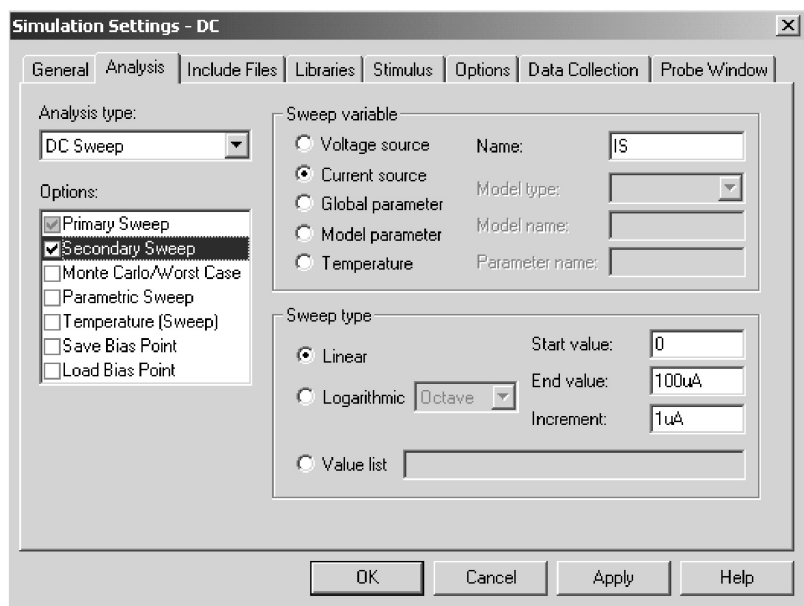 Simulation Settings - DC
General Analysis Include Files Libraries Stimulus Options Data Collection Probe Window
Analysis type:
DC Sweep
Options:
Primary Sweep
Secondary Sweep
Monte Carlo/Worst Case
Parametric Sweep
Temperature (Sweep)
Save Bias Point
Load Bias Point
Sweep variable
Voltage source
Current source
Global parameter
Model parameter
Temperature
Name: IS
Model type:
Model name:
Parameter name:
Sweep type
Linear
Logarithmic Octave
Value list
Start value: 0
End value: 100uA
Increment: 1uA
OK Cancel Apply Help